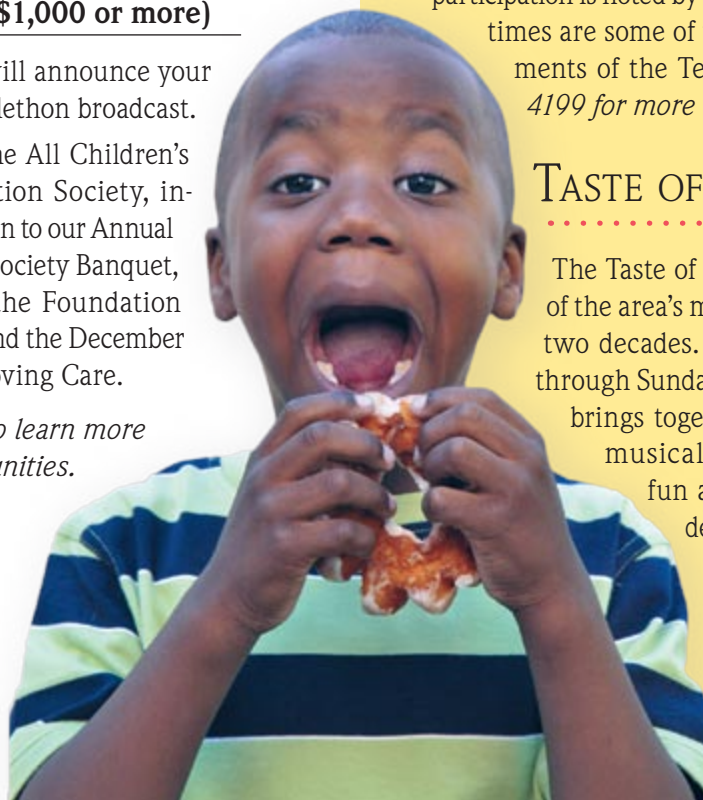 $1,000 or more)
ill announce your
lethon broadcast.
he All Children's
tion Society, in-
n to our Annual
ociety Banquet,
he Foundation
nd the December
ving Care.
o learn more
nities.
participation is noted by
times are some of
ments of the Te
4199 for more
TASTE OF
The Taste of
of the area's m
two decades.
through Sunda
brings toge
musical
fun a
de